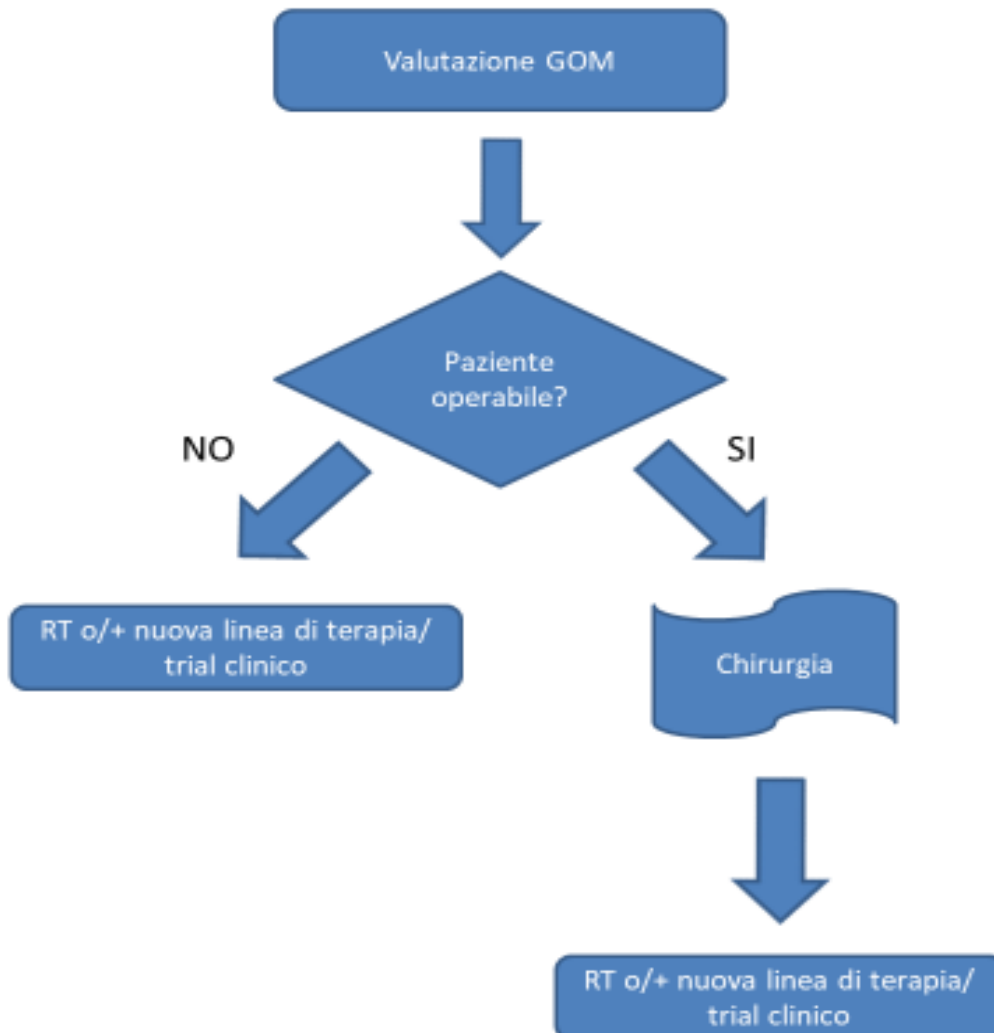 Valutazione GOM
Paziente
operabile?
NO
SI
RT o/+ nuova linea di terapia/
trial clinico
Chirurgia
RT o/+ nuova linea di terapia/
trial clinico